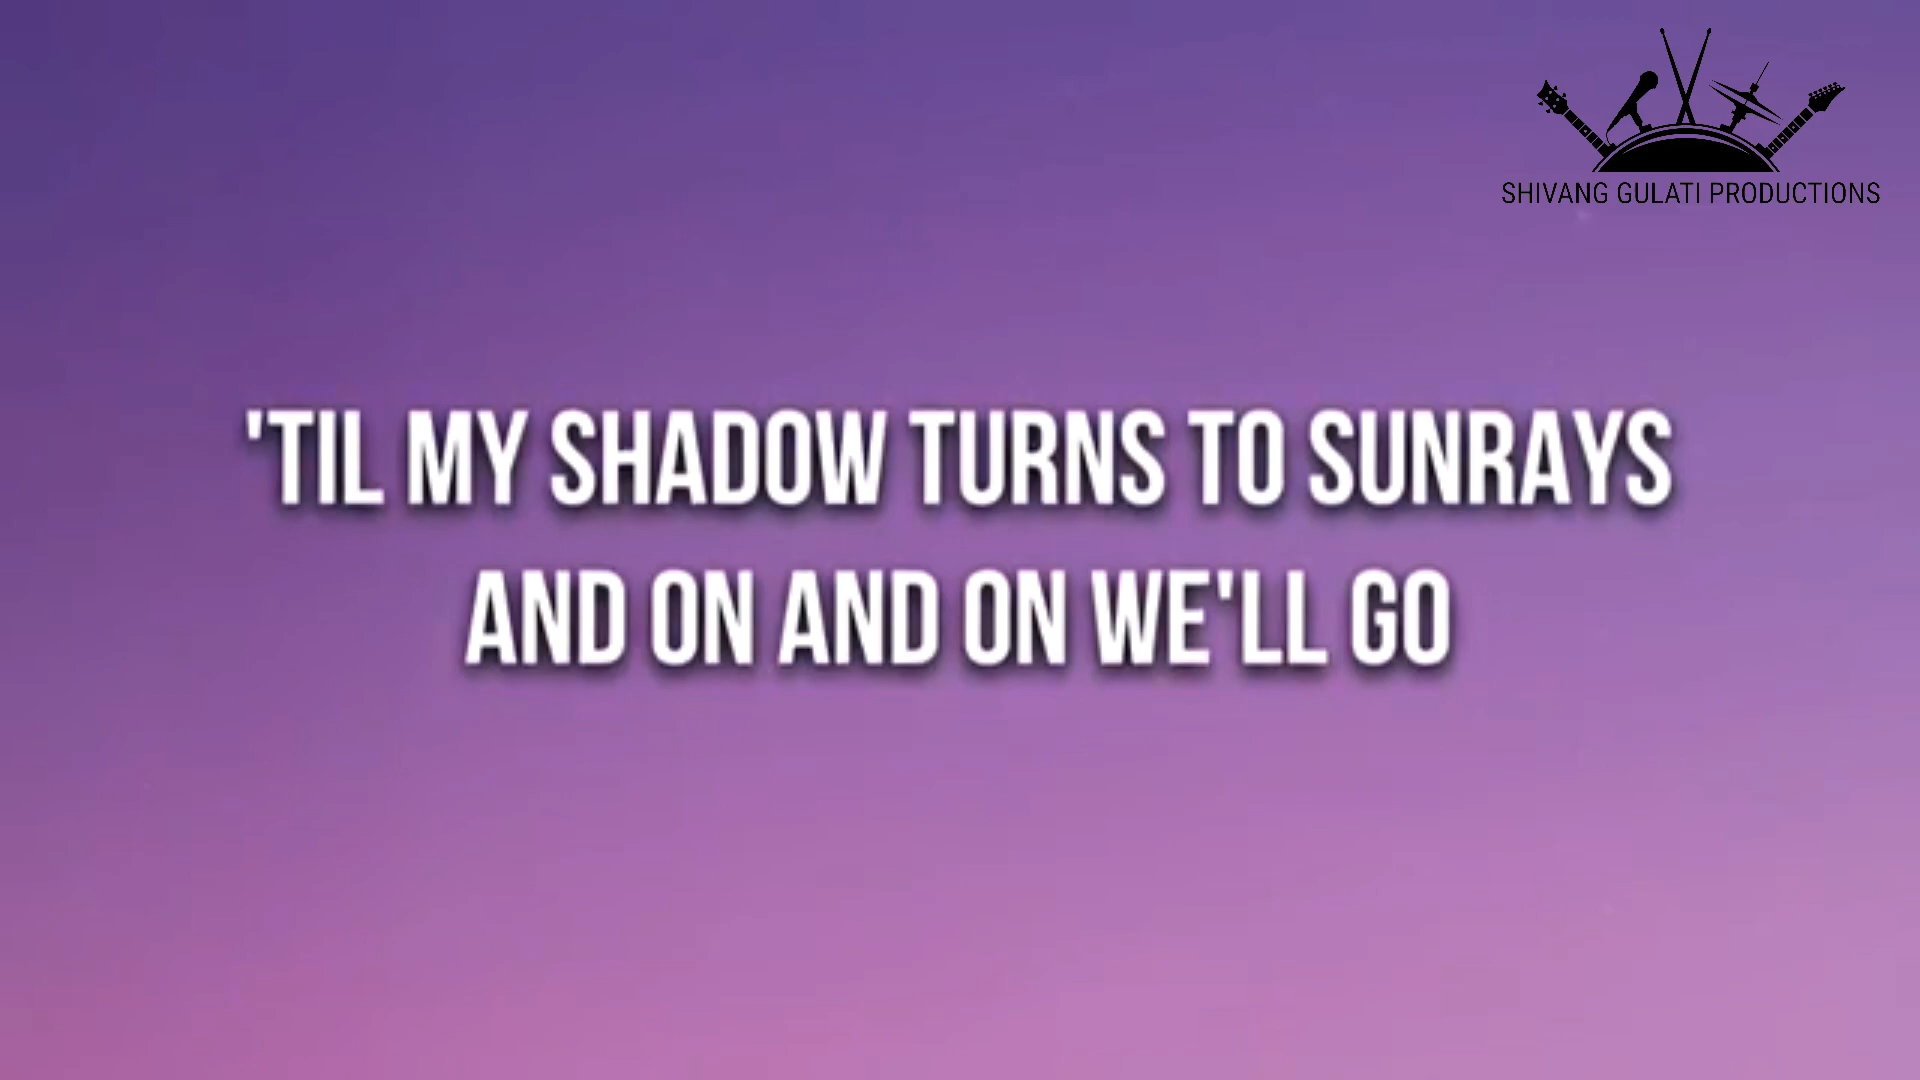 SHIVANG GULATI PRODUCTIONS
'TIL MY SHADOW TURNS TO SUNRAYS
AND ON AND ON WE'LL GO